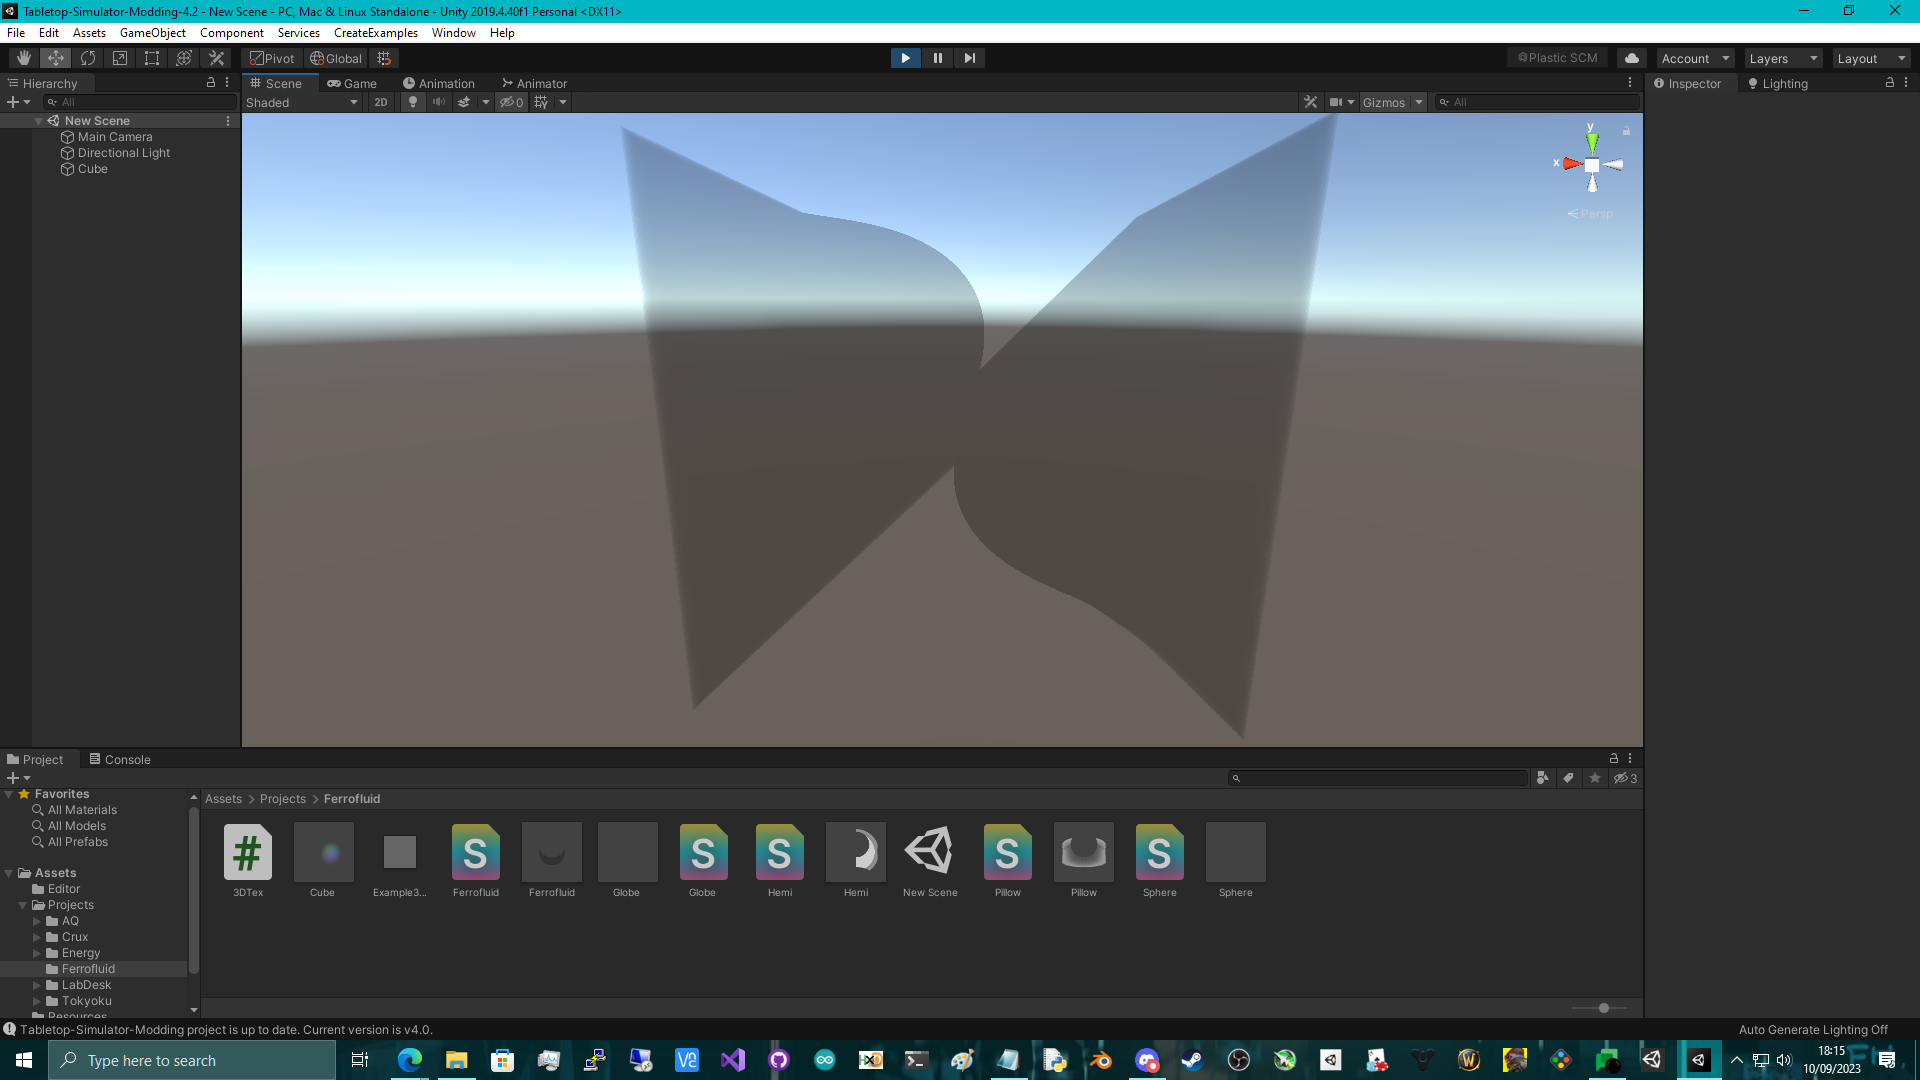 Tabletop-Simulator-Modding-4.2 - New Scene - PC, Mac & Linux Standalone - Unity 2019.4.40f1 Personal <DX11>
File Edit Assets GameObject Component Services CreateExamples Window Help
Pivot Global Plastic SCM Account Layers Layout
Hierarchy Scene Game Animation Animator Inspector Lighting
All Shaded 2D 0 Gizmos All
New Scene
Main Camera
Directional Light
Cube
y
x
Persp
Project Console
3
Favorites
All Materials
All Models
All Prefabs
Assets
Editor
Projects
AQ
Crux
Energy
Ferrofluid
LabDesk
Tokyoku
Resources
Assets > Projects > Ferrofluid
# S S S S S
3DTex Cube Example3... Ferrofluid Ferrofluid Globe Globe Hemi Hemi New Scene Pillow Pillow Sphere Sphere
Tabletop-Simulator-Modding project is up to date. Current version is v4.0.
Auto Generate Lighting Off
Type here to search
18:15
10/09/2023